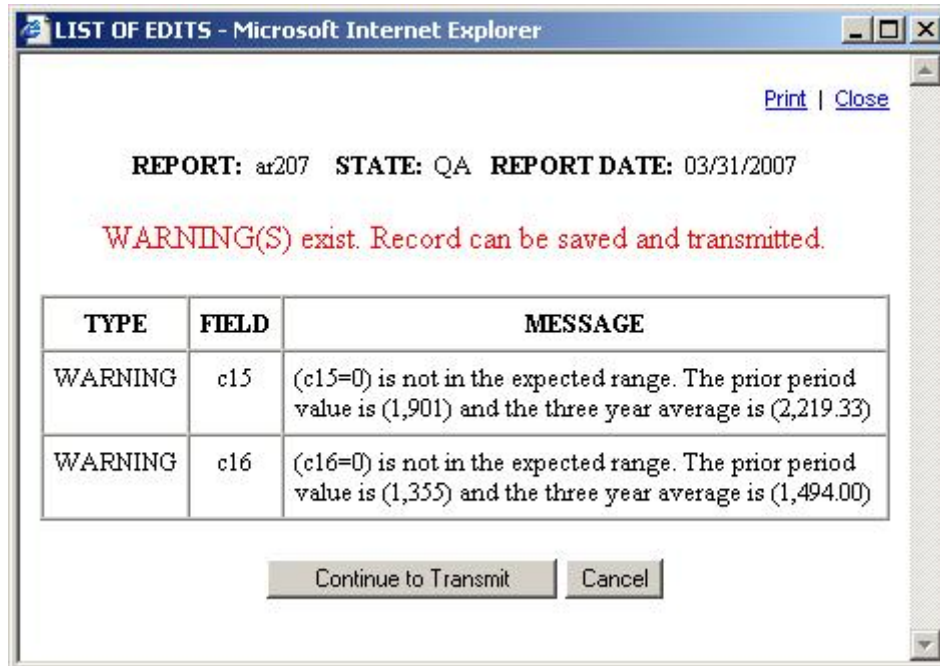 LIST OF EDITS - Microsoft Internet Explorer
Print | Close
REPORT: ar207 STATE: QA REPORT DATE: 03/31/2007
WARNING(S) exist. Record can be saved and transmitted.
TYPE FIELD MESSAGE
WARNING c15 (c15=0) is not in the expected range. The prior period
value is (1,901) and the three year average is (2,219.33)
WARNING c16 (c16=0) is not in the expected range. The prior period
value is (1,355) and the three year average is (1,494.00)
Continue to Transmit Cancel